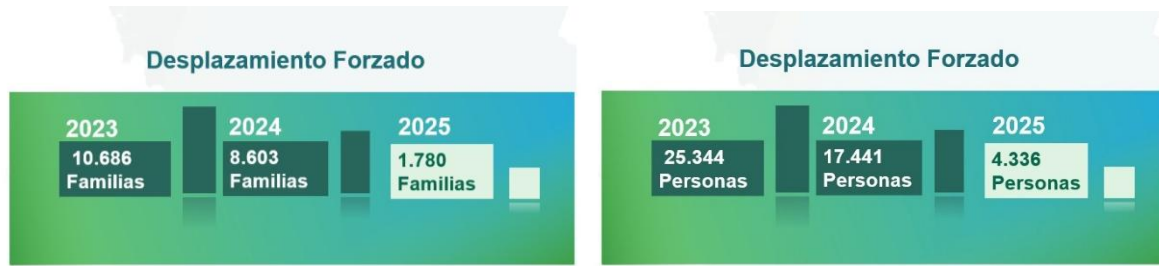 Desplazamiento Forzado
2023
10.686
Familias
2024
8.603
Familias
2025
1.780
Familias
Desplazamiento Forzado
2023
25.344
Personas
2024
17.441
Personas
2025
4.336
Personas